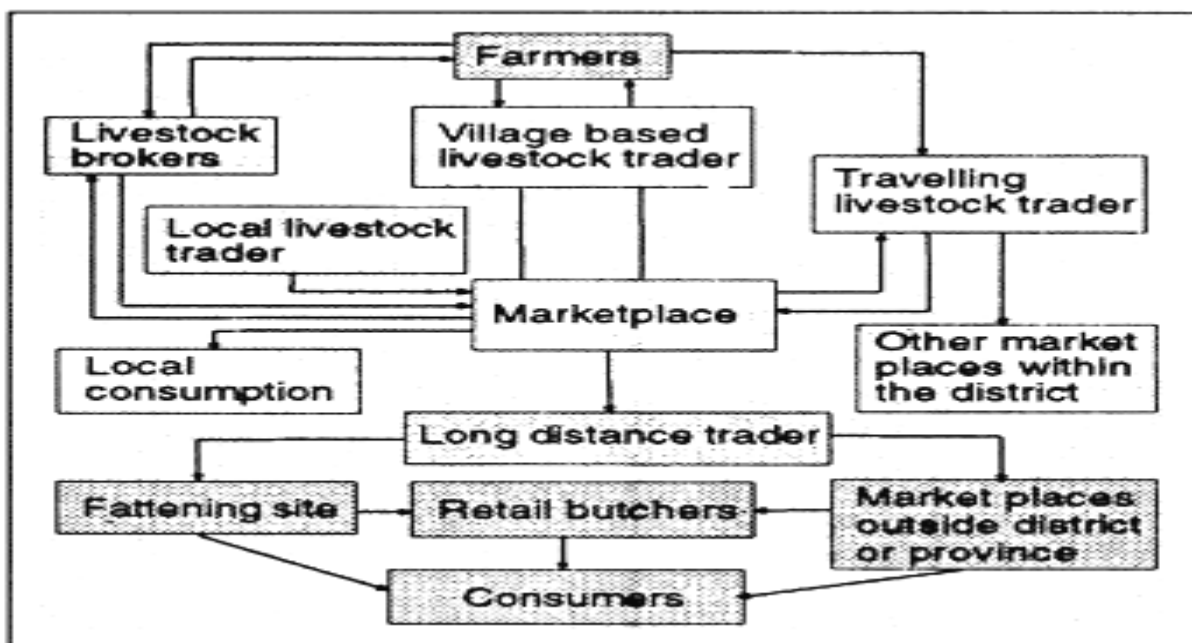 Farmers
Livestock
brokers
Village based
livestock trader
Travelling
livestock trader
Local livestock
trader
Marketplace
Local
consumption
Other market
places within
the district
Long distance trader
Fattening site
Retail butchers
Market places
outside district
or province
Consumers